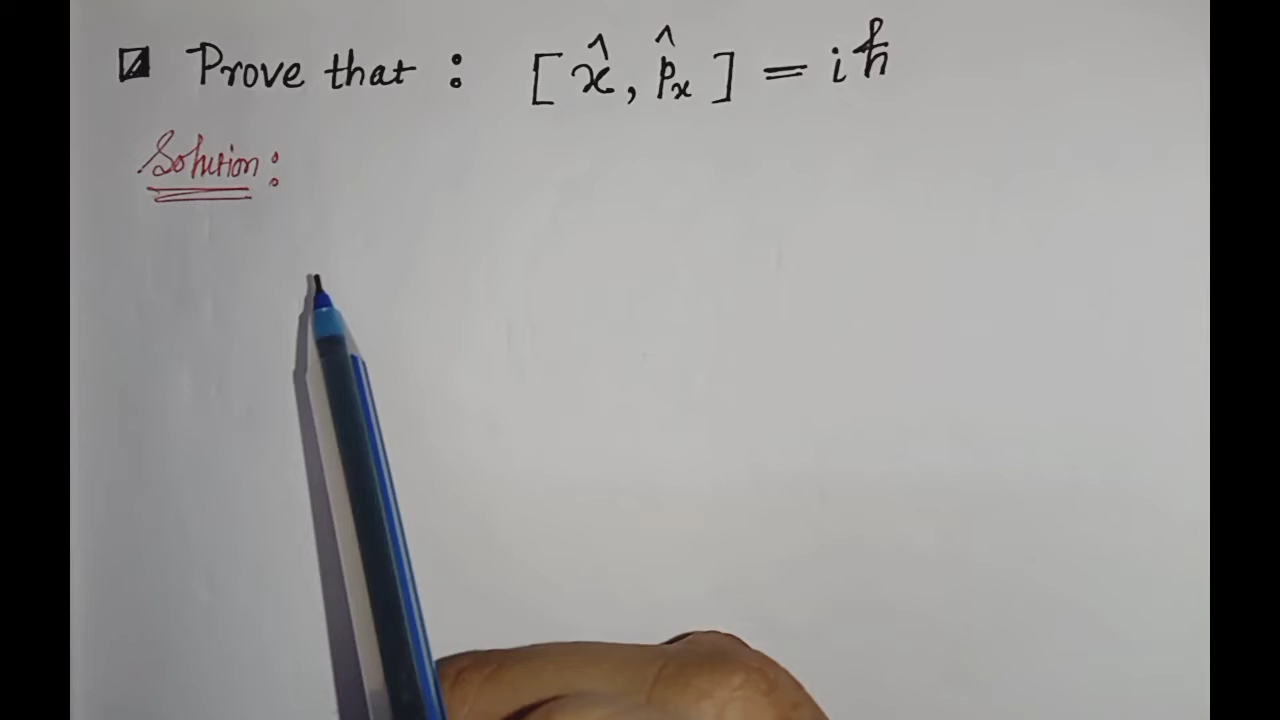 Prove that : [x̂, p̂ₓ] = iħ
Solution: